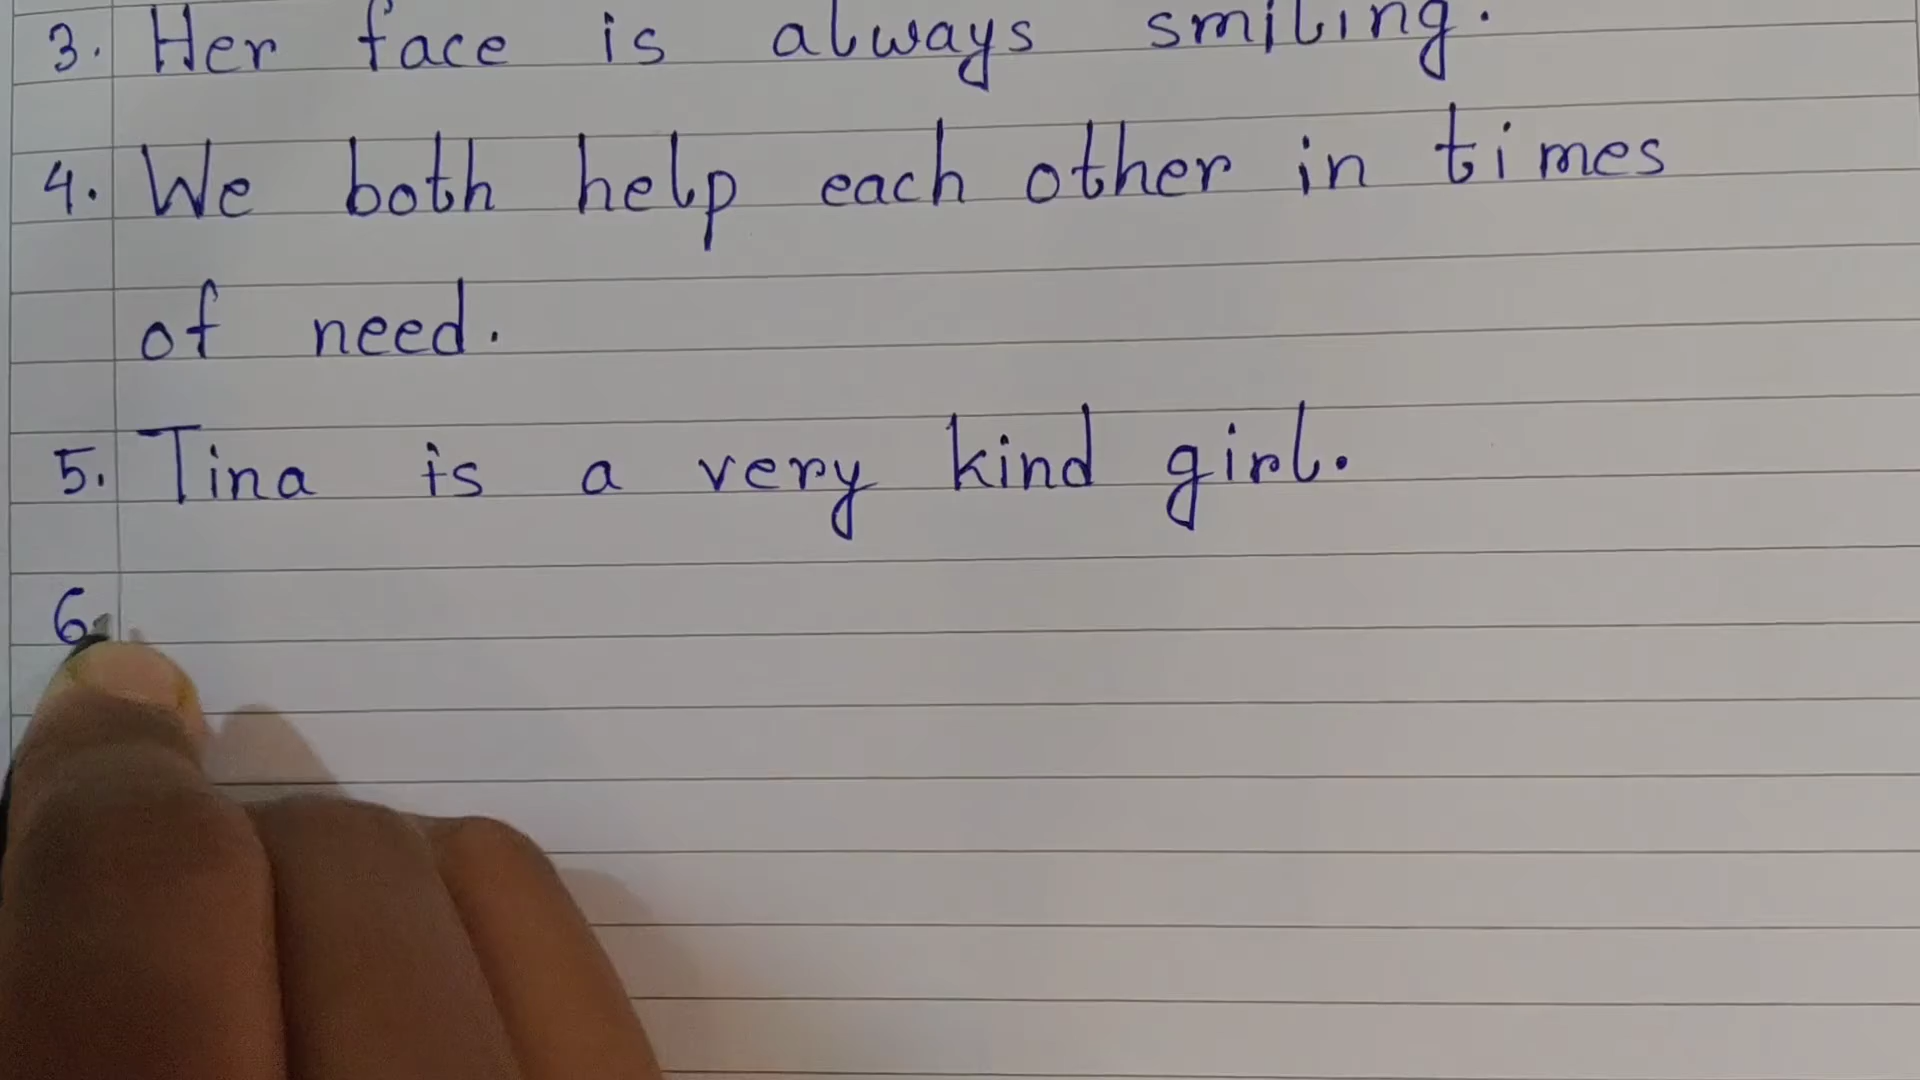 3. Her face is always smiling.
4. We both help each other in times
of need.
5. Tina is a very kind girl.
6.